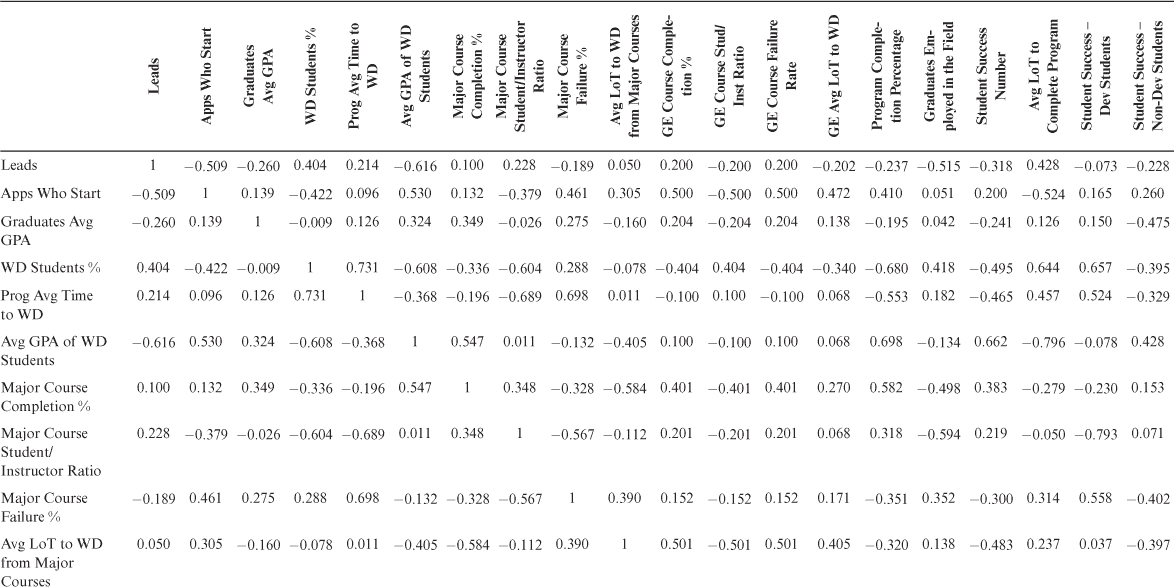 Leads
Apps Who Start
Graduates
Avg GPA
WD Students %
Prog Avg Time to
WD
Avg GPA of WD
Students
Major Course
Completion %
Major Course
Student/Instructor
Ratio
Major Course
Failure %
Avg LoT to WD
from Major Courses
GE Course Comple-
tion %
GE Course Stud/
Inst Ratio
GE Course Failure
Rate
GE Avg LoT to WD
Program Comple-
tion Percentage
Graduates Em-
ployed in the Field
Student Success
Number
Avg LoT to
Complete Program
Student Success –
Dev Students
Student Success –
Non-Dev Students
Leads 1 −0.509 −0.260 0.404 0.214 −0.616 0.100 0.228 −0.189 0.050 0.200 −0.200 0.200 −0.202 −0.237 −0.515 −0.318 0.428 −0.073 −0.228
Apps Who Start −0.509 1 0.139 −0.422 0.096 0.530 0.132 −0.379 0.461 0.305 0.500 −0.500 0.500 0.472 0.410 0.051 0.200 −0.524 0.165 0.260
Graduates Avg −0.260 0.139 1 −0.009 0.126 0.324 0.349 −0.026 0.275 −0.160 0.204 −0.204 0.204 0.138 −0.195 0.042 −0.241 0.126 0.150 −0.475
GPA
WD Students % 0.404 −0.422 −0.009 1 0.731 −0.608 −0.336 −0.604 0.288 −0.078 −0.404 0.404 −0.404 −0.340 −0.680 0.418 −0.495 0.644 0.657 −0.395
Prog Avg Time 0.214 0.096 0.126 0.731 1 −0.368 −0.196 −0.689 0.698 0.011 −0.100 0.100 −0.100 0.068 −0.553 0.182 −0.465 0.457 0.524 −0.329
to WD
Avg GPA of WD −0.616 0.530 0.324 −0.608 −0.368 1 0.547 0.011 −0.132 −0.405 0.100 −0.100 0.100 0.068 0.698 −0.134 0.662 −0.796 −0.078 0.428
Students
Major Course 0.100 0.132 0.349 −0.336 −0.196 0.547 1 0.348 −0.328 −0.584 0.401 −0.401 0.401 0.270 0.582 −0.498 0.383 −0.279 −0.230 0.153
Completion %
Major Course 0.228 −0.379 −0.026 −0.604 −0.689 0.011 0.348 1 −0.567 −0.112 0.201 −0.201 0.201 0.068 0.318 −0.594 0.219 −0.050 −0.793 0.071
Student/
Instructor Ratio
Major Course −0.189 0.461 0.275 0.288 0.698 −0.132 −0.328 −0.567 1 0.390 0.152 −0.152 0.152 0.171 −0.351 0.352 −0.300 0.314 0.558 −0.402
Failure %
Avg LoT to WD 0.050 0.305 −0.160 −0.078 0.011 −0.405 −0.584 −0.112 0.390 1 0.501 −0.501 0.501 0.405 −0.320 0.138 −0.483 0.237 0.037 −0.397
from Major
Courses